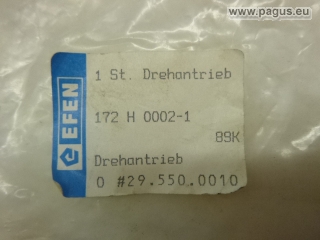 www.pagus.eu
EFEN
1 St. Drehantrieb
172 H 0002-1
89K
Drehantrieb
0 #29.550.0010